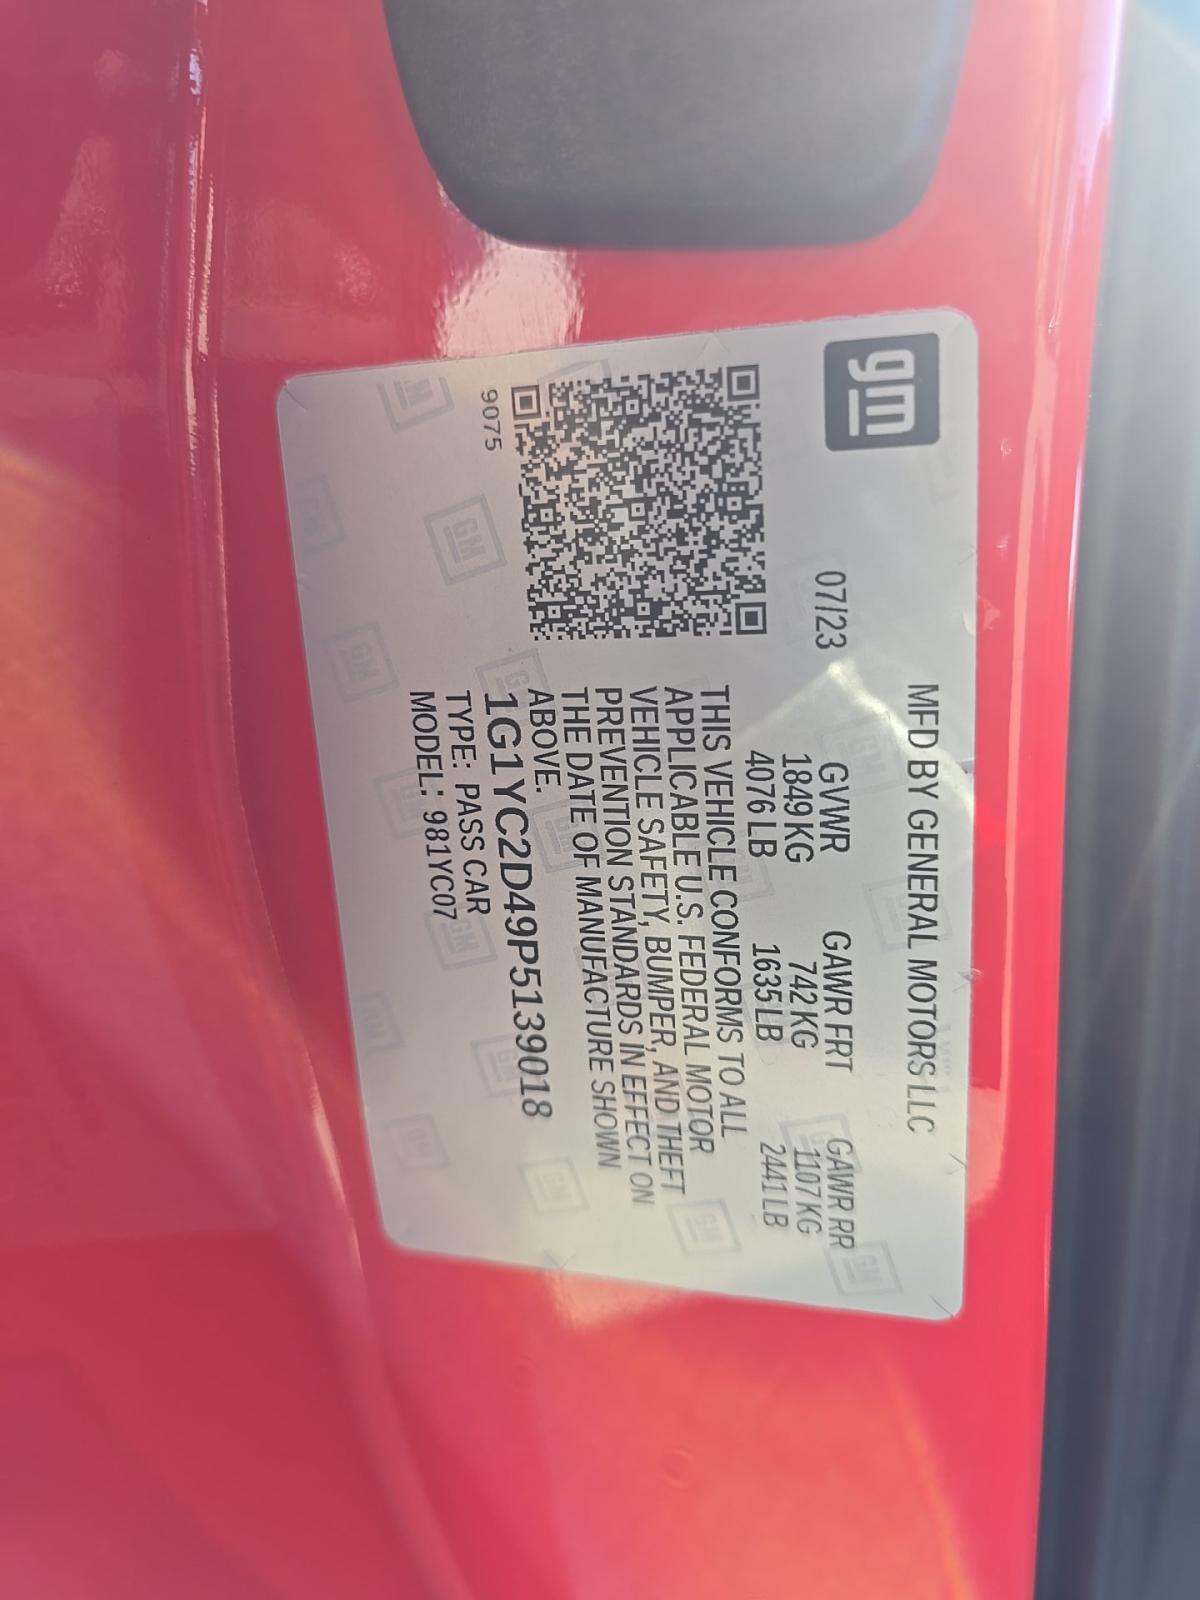 gm
MFD BY GENERAL MOTORS LLC
07/23 GVWR GAWR FRT GAWR RR
1849 KG 742 KG 1107 KG
4076 LB 1635 LB 2441 LB
THIS VEHICLE CONFORMS TO ALL
APPLICABLE U.S. FEDERAL MOTOR
VEHICLE SAFETY, BUMPER, AND THEFT
PREVENTION STANDARDS IN EFFECT ON
THE DATE OF MANUFACTURE SHOWN
ABOVE.
1G1YC2D49P5139018
TYPE: PASS CAR
MODEL: 981YC07
9075